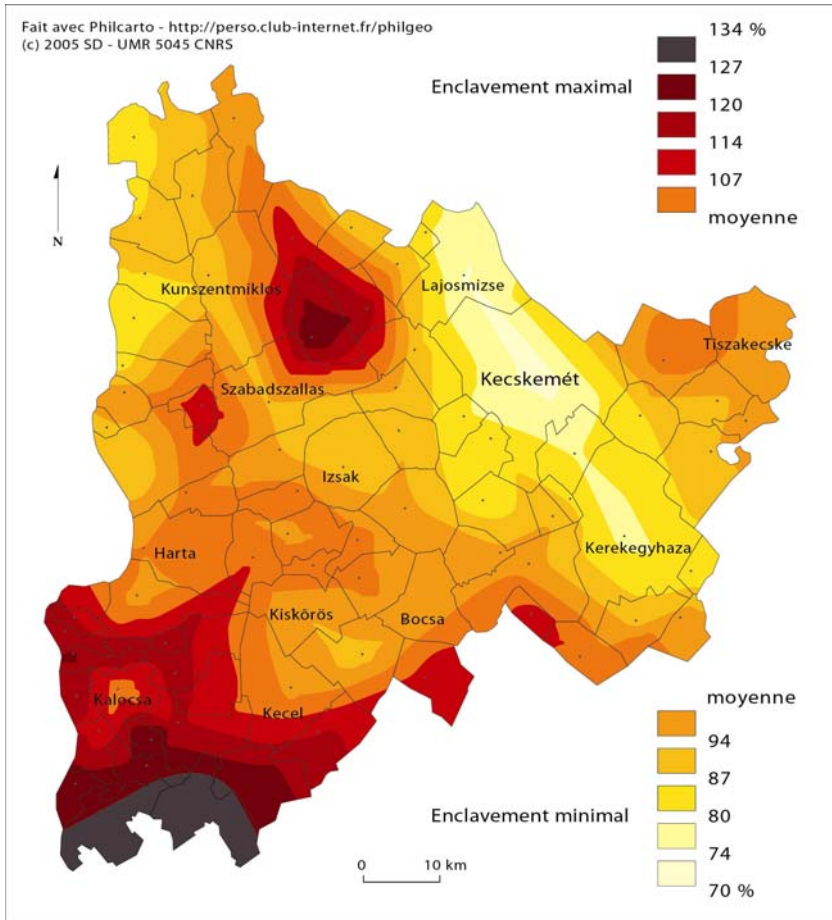 Fait avec Philcarto - http://perso.club-internet.fr/philgeo
(c) 2005 SD - UMR 5045 CNRS
134 %
Enclavement maximal
127
120
114
107
moyenne
N
Kunszentmiklos
Lajosmizse
Tiszakecske
Szabadszallas
Kecskemét
Izsak
Harta
Kerekegyhaza
Kiskörös
Bocsa
Kalocsa
Kecel
moyenne
94
87
80
Enclavement minimal
74
70 %
0 10 km